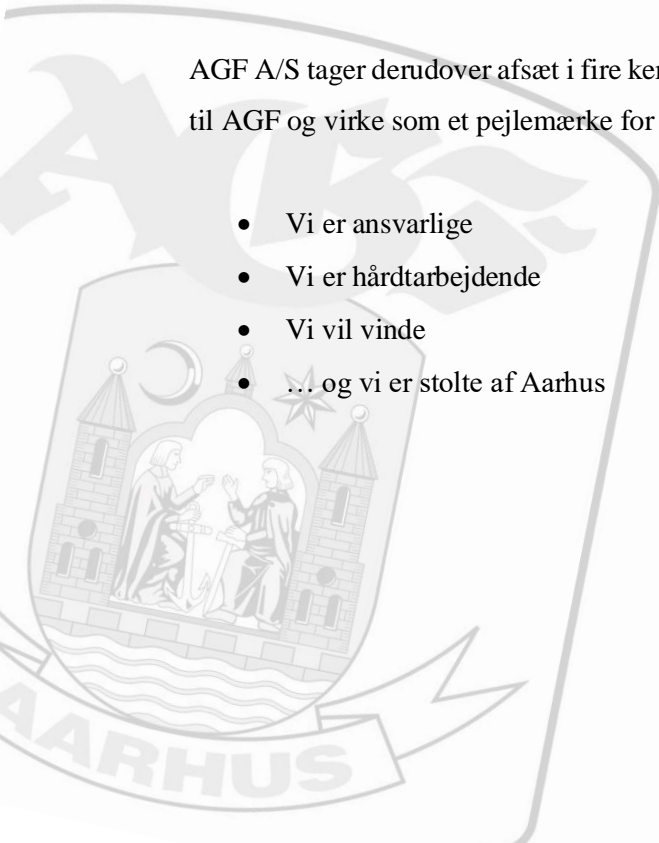 AGF A/S tager derudover afsæt i fire
til AGF og virke som et pejlemærke for
• Vi er ansvarlige
• Vi er hårdtarbejdende
• Vi vil vinde
• … og vi er stolte af Aarhus
AGF
AARHUS